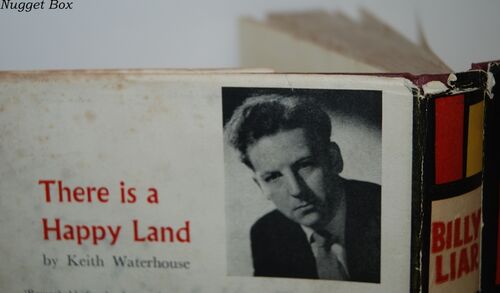 Nugget Box
There is a
Happy Land
by Keith Waterhouse
BILLY
LIAR